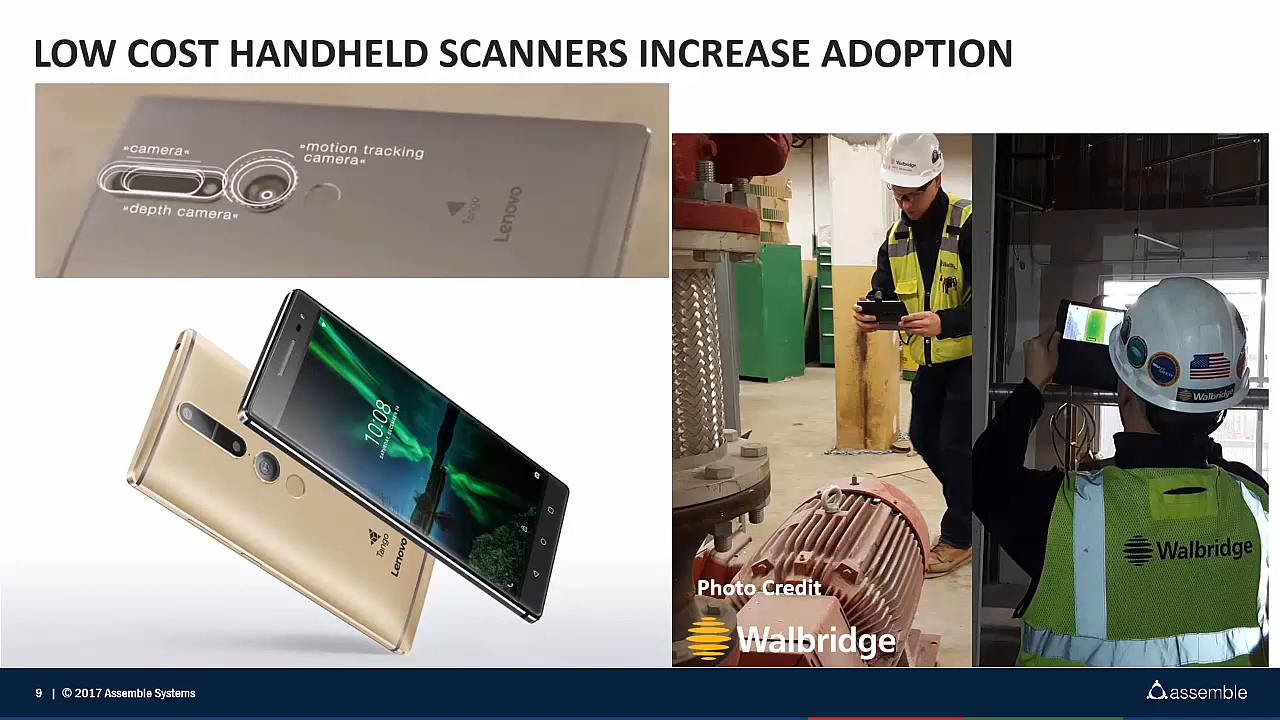 LOW COST HANDHELD SCANNERS INCREASE ADOPTION
»camera«
»motion tracking
camera«
»depth camera«
Tango
Lenovo
10:08
Tango
Lenovo
Walbridge
Walbridge
Walbridge
Photo Credit
Walbridge
9 | © 2017 Assemble Systems
assemble